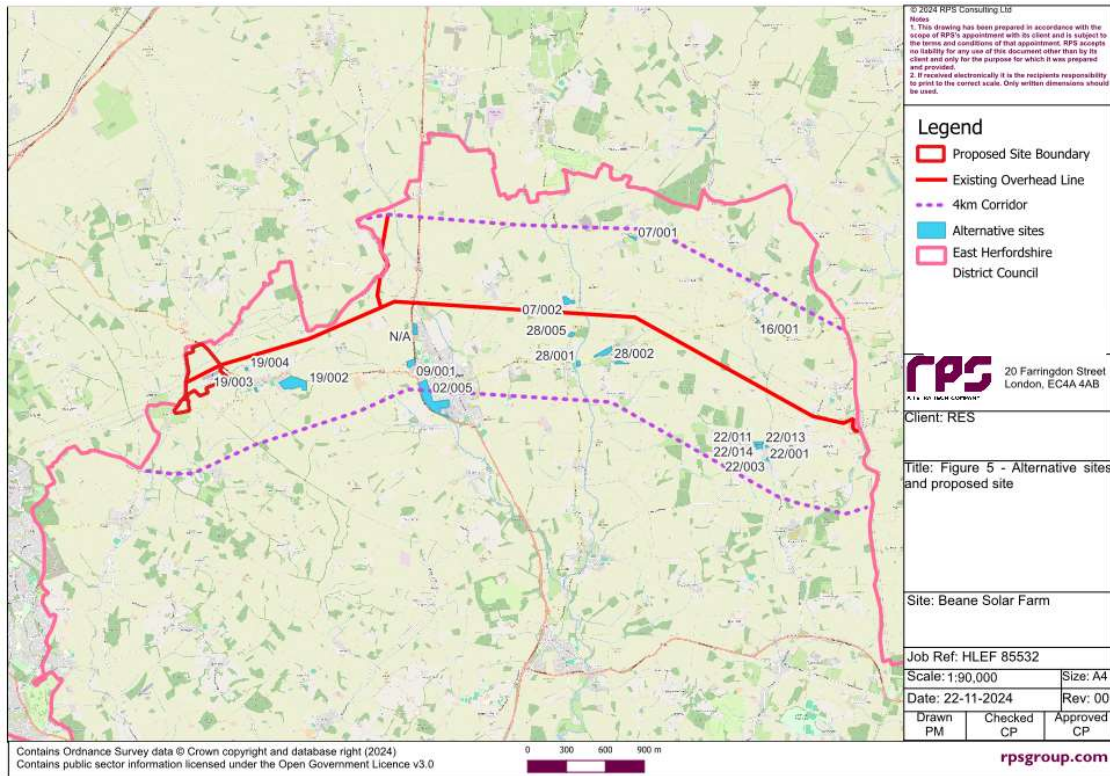 07/001
07/002
28/005
16/001
N/A
28/001
28/002
19/004
19/003
19/002
09/001
02/005
22/011
22/013
22/014
22/001
22/003
© 2024 RPS Consulting Ltd
Notes
1. This drawing has been prepared in accordance with the
scope of RPS's appointment with its client and is subject to
the terms and conditions of that appointment. RPS accepts
no liability for any use of this document other than by its
client and only for the purpose for which it was prepared
and provided.
2. If received electronically it is the recipients responsibility
to print to the correct scale. Only written dimensions should
be used.
Legend
Proposed Site Boundary
Existing Overhead Line
4km Corridor
Alternative sites
East Herfordshire
District Council
rps
20 Farringdon Street
London, EC4A 4AB
Client: RES
Title: Figure 5 - Alternative sites
and proposed site
Site: Beane Solar Farm
Job Ref: HLEF 85532
Scale: 1:90,000
Size: A4
Date: 22-11-2024
Rev: 00
Drawn
PM
Checked
CP
Approved
CP
Contains Ordnance Survey data © Crown copyright and database right (2024)
Contains public sector information licensed under the Open Government Licence v3.0
0 300 600 900 m
rpsgroup.com